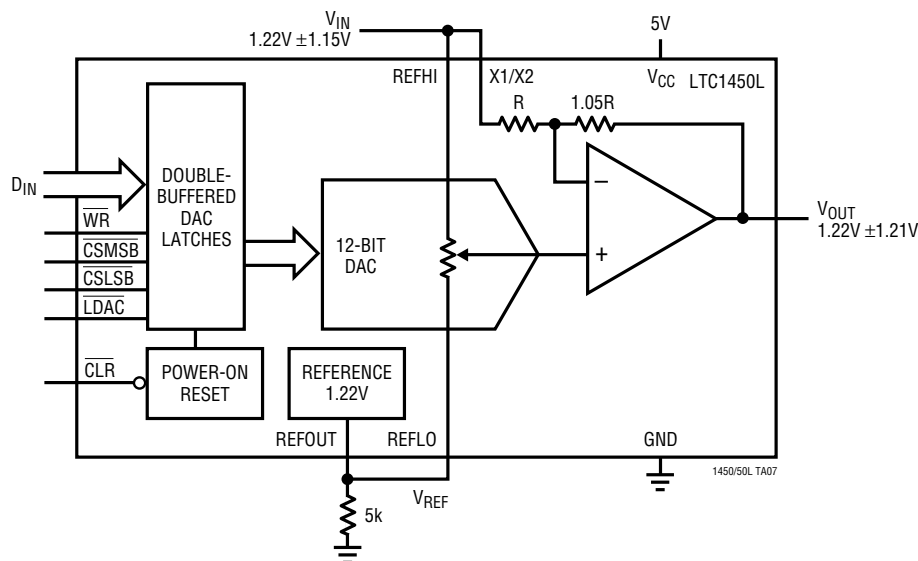 VIN
1.22V ±1.15V
5V
REFHI
X1/X2
VCC
LTC1450L
R
1.05R
DIN
DOUBLE-
BUFFERED
DAC
LATCHES
WR
CSMSB
CSLSB
LDAC
12-BIT
DAC
−
+
VOUT
1.22V ±1.21V
CLR
POWER-ON
RESET
REFERENCE
1.22V
REFOUT
REFLO
GND
1450/50L TA07
VREF
5k